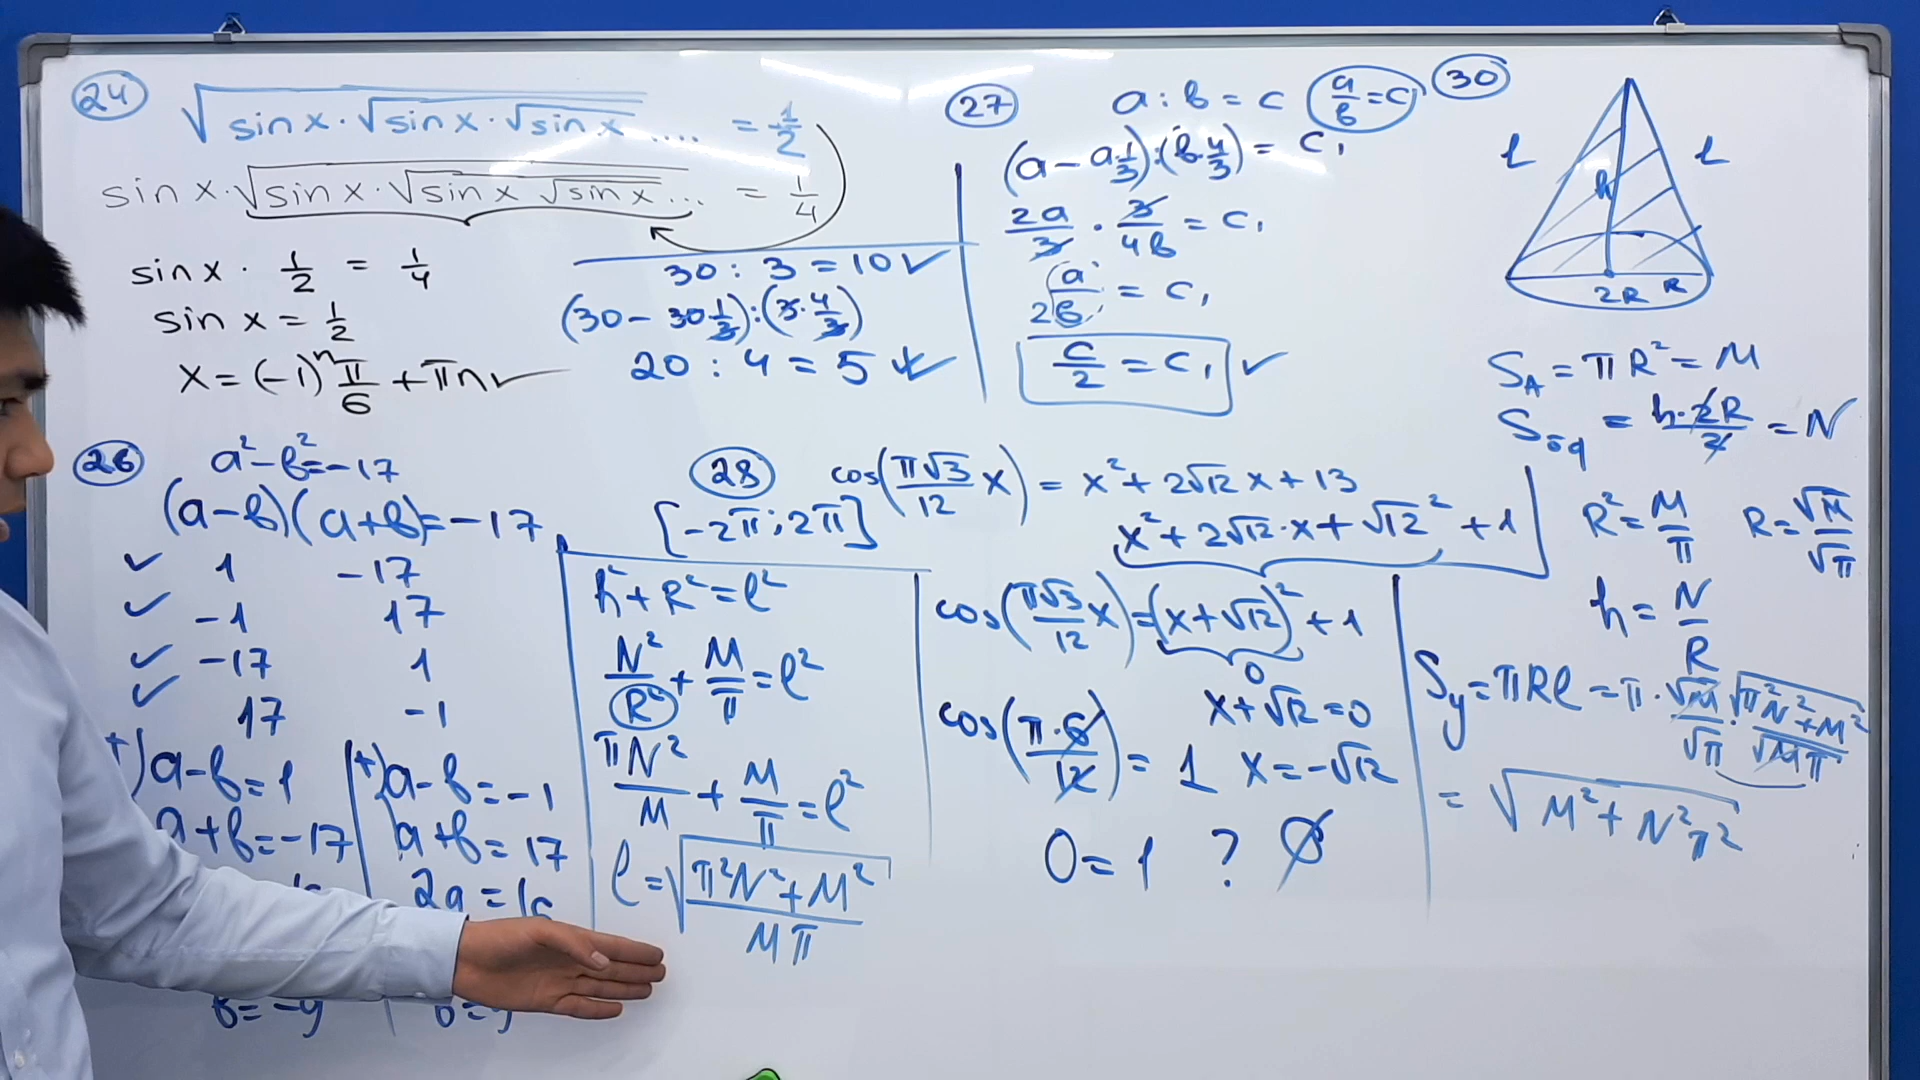 24
√(sin x · √(sin x · √(sin x ....))) = 1/2
sin x · √(sin x · √(sin x √(sin x...))) = 1/4
sin x · 1/2 = 1/4
sin x = 1/2
x = (-1)ⁿ π/6 + πn ✓
30 : 3 = 10 ✓
(30 - 30·1/3) : (3·4/3)
20 : 4 = 5 ✓
27
a : b = c
a/b = c
(a - a·1/3) : (b·4/3) = c₁
2a/3 · 3/4b = c₁
a/2b = c₁
c/2 = c₁ ✓
30
l
l
h
2R
R
S_A = πR² = M
S_=q = h·2R/2 = N
R² = M/π
R = √M/√π
h = N/R
S_y = πRl = π · √M/√π · √(π²N²+M²)/√(Mπ)
= √(M² + N²π²)
26
a² - b² = -17
(a-b)(a+b) = -17
✓ 1 -17
✓ -1 17
✓ -17 1
✓ 17 -1
+) a-b = 1
a+b = -17
+) a-b = -1
a+b = 17
2a = 16
b = -9
h² + R² = l²
N²/R² + M/π = l²
πN²/M + M/π = l²
l = √((π²N²+M²)/(Mπ))
28
cos(π√3/12 x) = x² + 2√12 x + 13
[-2π; 2π]
x² + 2√12·x + √12² + 1
cos(π√3/12 x) = (x+√12)² + 1
0
cos(π·6/12) = 1
x+√12 = 0
x = -√12
0 = 1 ? ∅